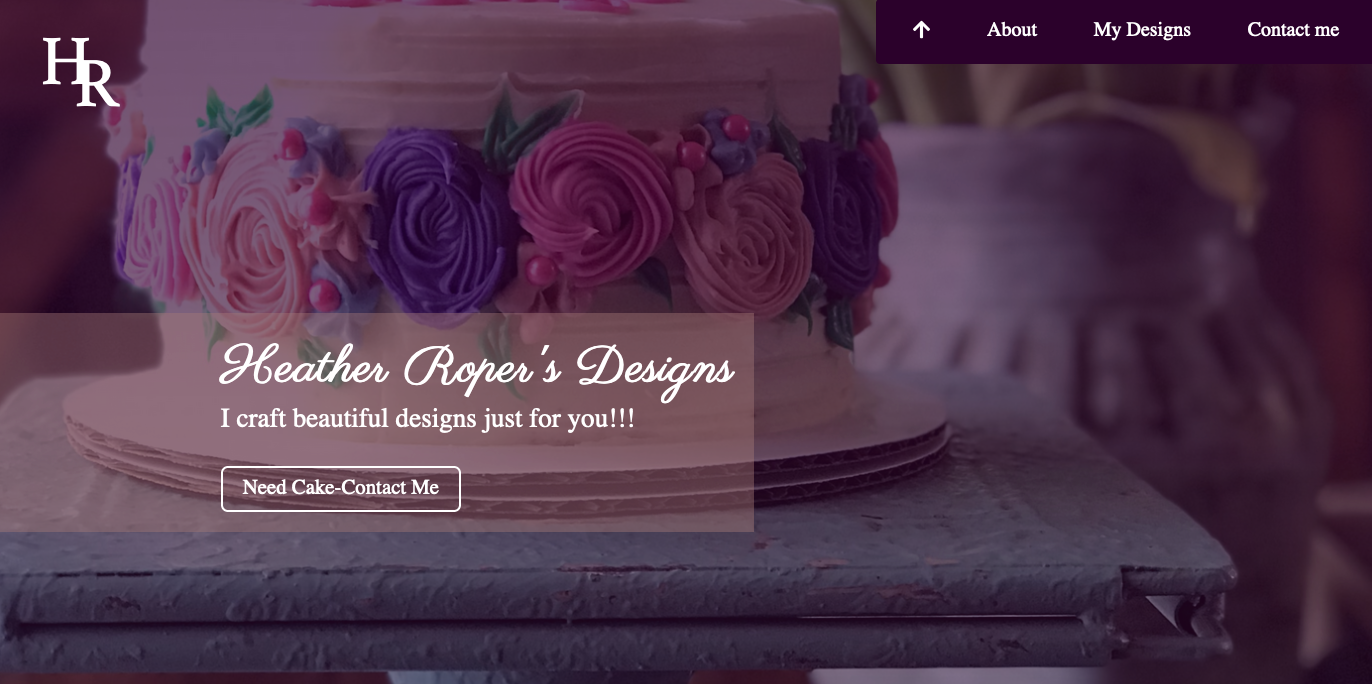 HR
About
My Designs
Contact me
Heather Roper's Designs
I craft beautiful designs just for you!!!
Need Cake-Contact Me